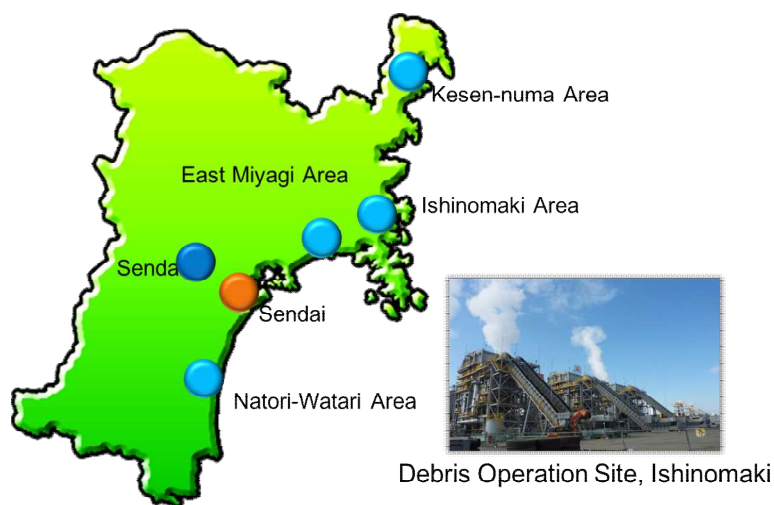 Kesen-numa Area
East Miyagi Area
Ishinomaki Area
Senda
Sendai
Natori-Watari Area
Debris Operation Site, Ishinomaki